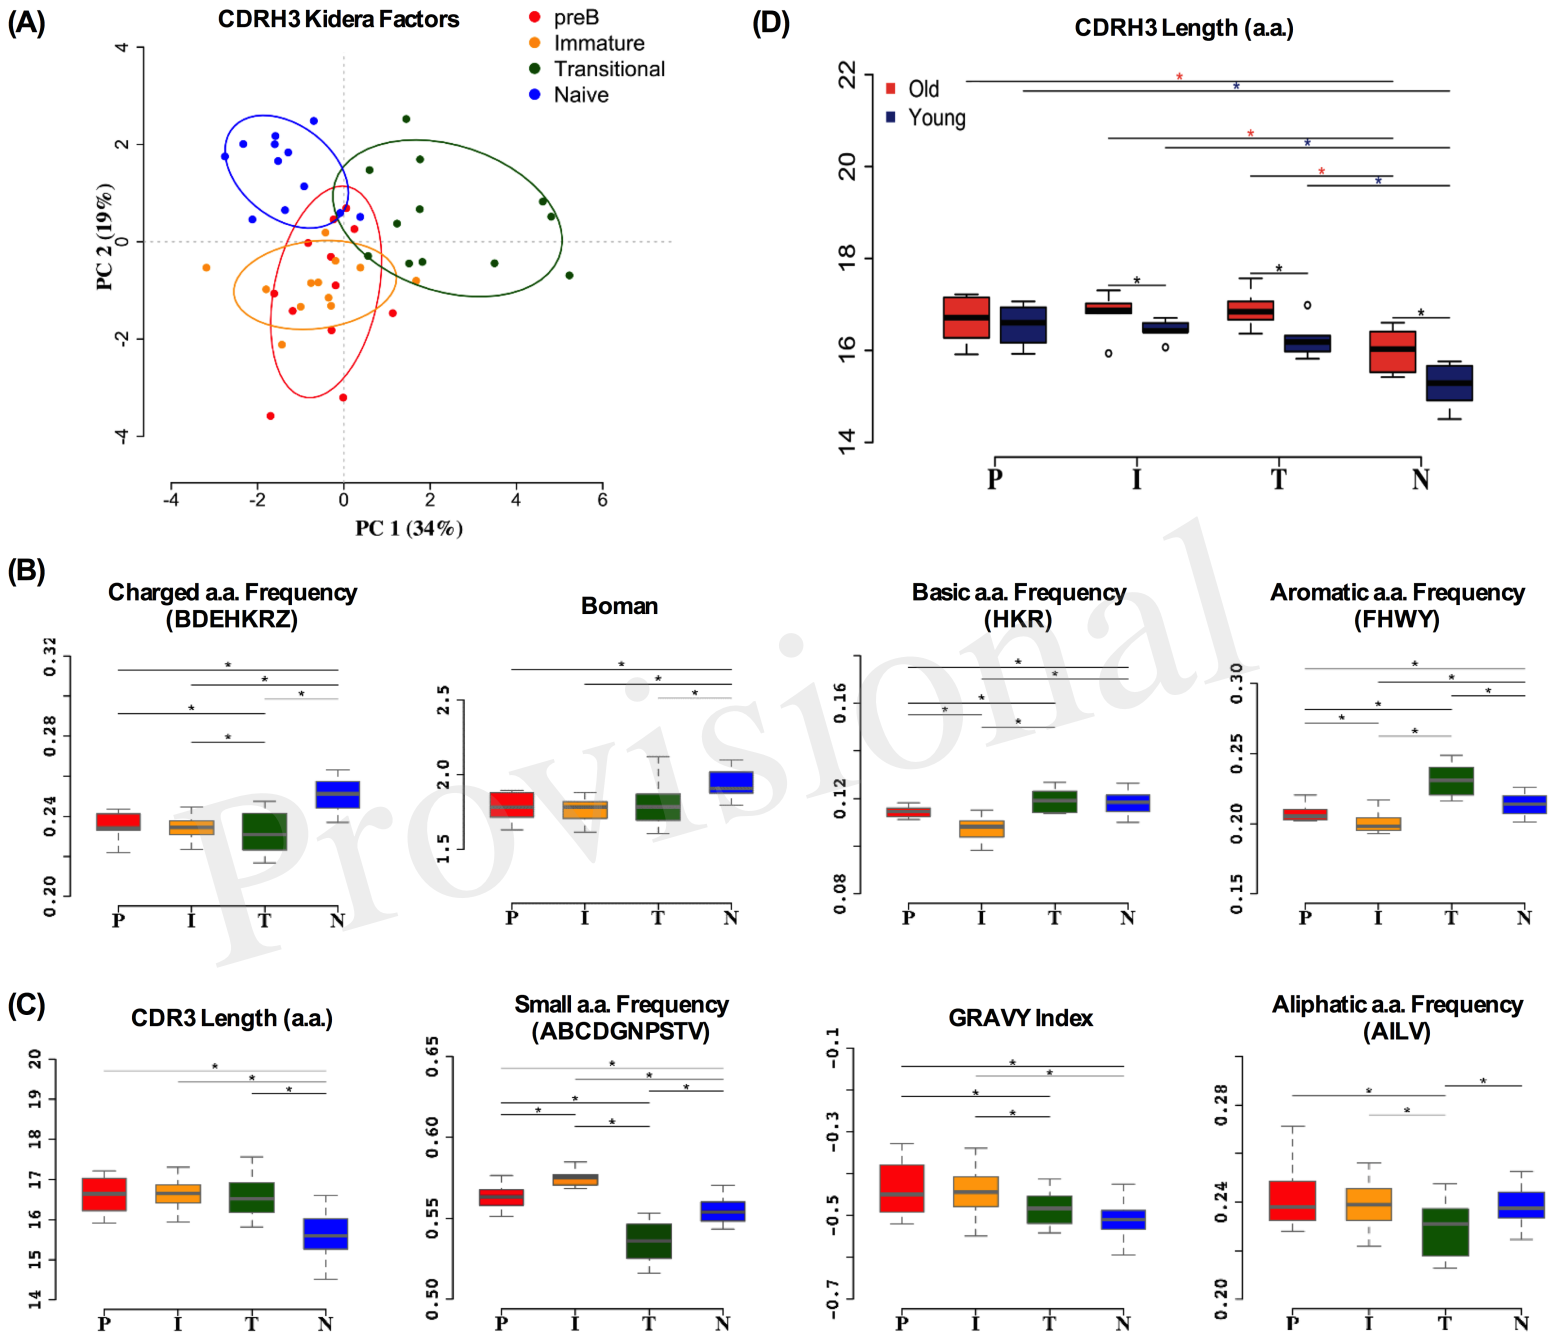 (A)
CDRH3 Kidera Factors
preB
Immature
Transitional
Naive
4
2
0
-2
-4
PC 2 (19%)
-4 -2 0 2 4 6
PC 1 (34%)
(D)
CDRH3 Length (a.a.)
Old
Young
22
20
18
16
14
* * * * * * * * *
P I T N
(B)
Charged a.a. Frequency
(BDEHKRZ)
0.32
0.28
0.24
0.20
* * * * *
P I T N
Boman
2.5
2.0
1.5
* * *
P I T N
Basic a.a. Frequency
(HKR)
0.16
0.12
0.08
* * * * *
P I T N
Aromatic a.a. Frequency
(FHWY)
0.30
0.25
0.20
0.15
* * * * * *
P I T N
Provisional
(C)
CDR3 Length (a.a.)
20
19
18
17
16
15
14
* * *
P I T N
Small a.a. Frequency
(ABCDGNPSTV)
0.65
0.60
0.55
0.50
* * * * * *
P I T N
GRAVY Index
-0.1
-0.3
-0.5
-0.7
* * * *
P I T N
Aliphatic a.a. Frequency
(AILV)
0.28
0.24
0.20
* * *
P I T N